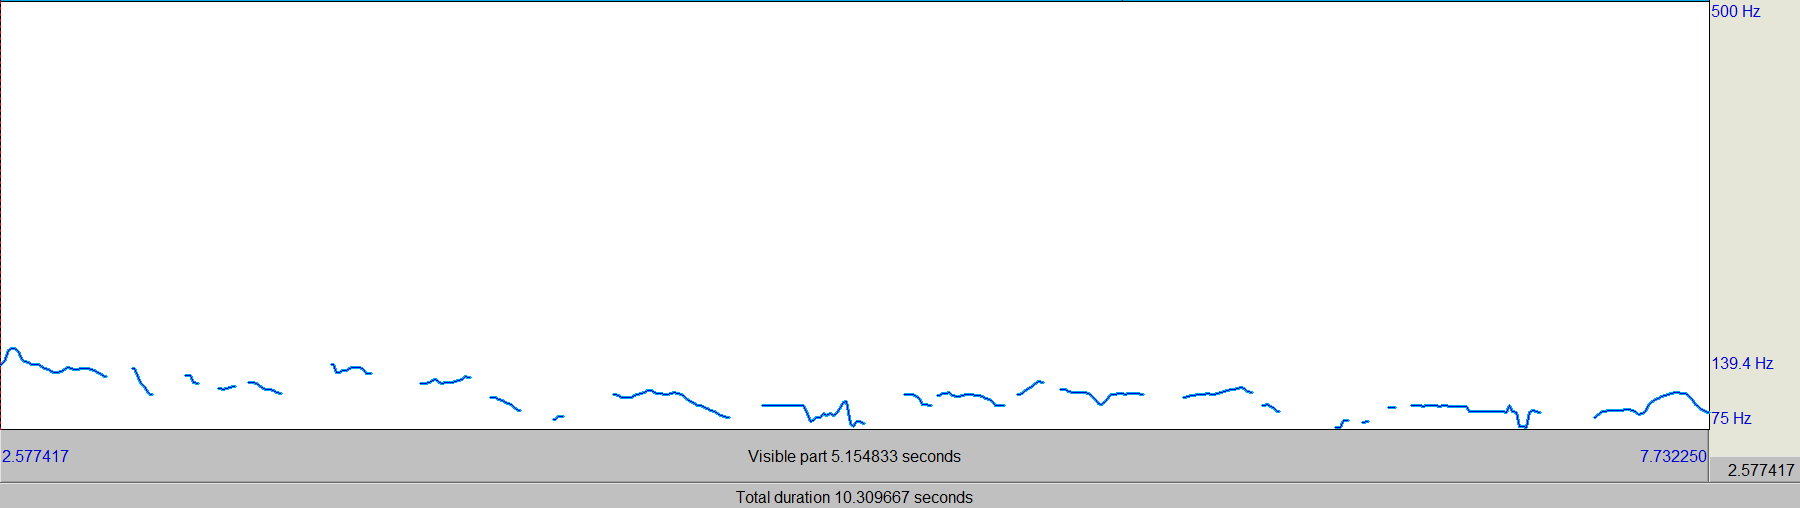 500 Hz
139.4 Hz
75 Hz
2.577417 Visible part 5.154833 seconds 7.732250
2.577417
Total duration 10.309667 seconds